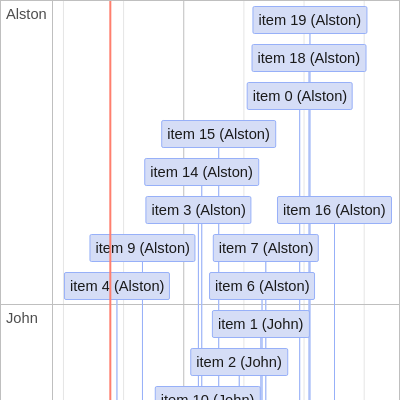 Alston
item 19 (Alston)
item 18 (Alston)
item 0 (Alston)
item 15 (Alston)
item 14 (Alston)
item 3 (Alston)
item 16 (Alston)
item 9 (Alston)
item 7 (Alston)
item 4 (Alston)
item 6 (Alston)
John
item 1 (John)
item 2 (John)
item 10 (John)